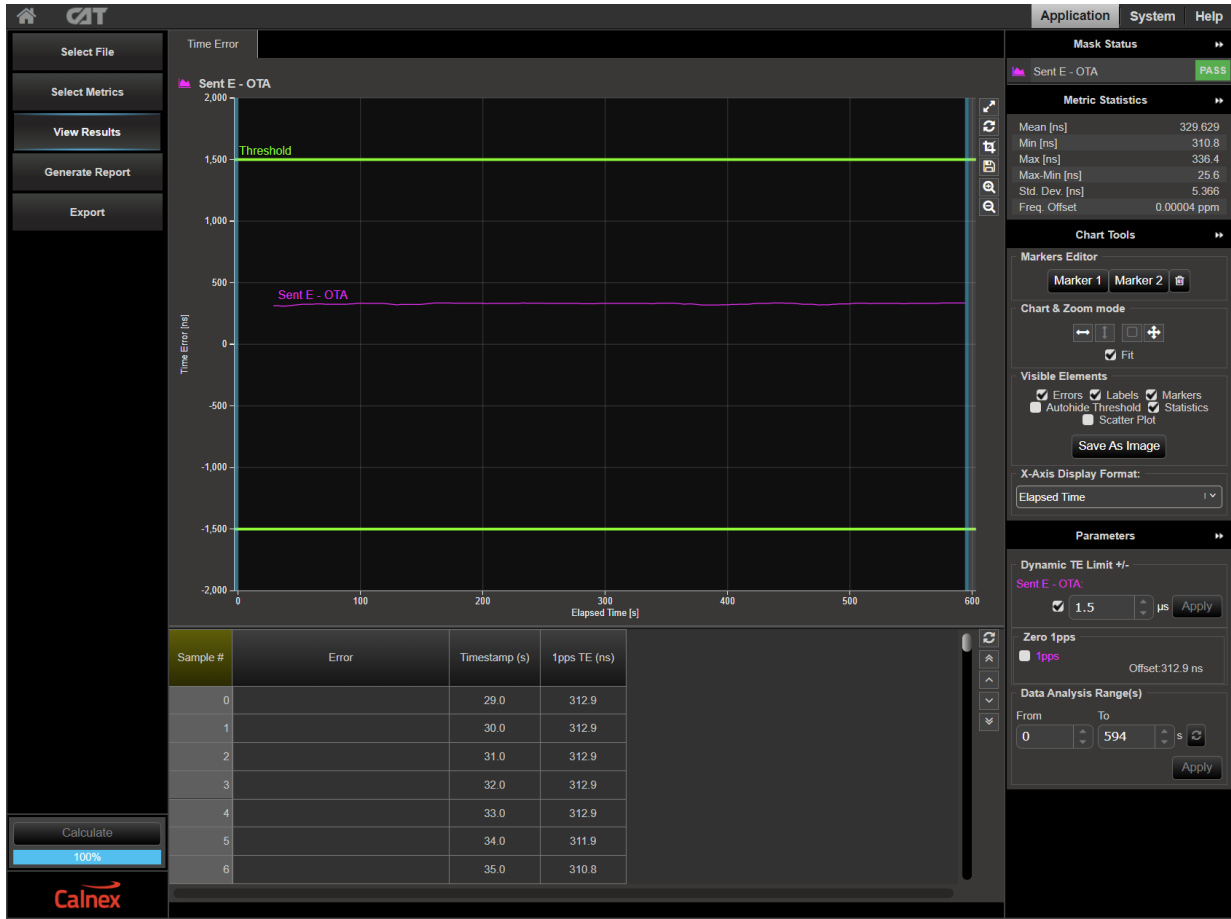 CAT
Application System Help
Select File
Select Metrics
View Results
Generate Report
Export
Calculate
100%
Calnex
Time Error
Sent E - OTA
2,000
Threshold
1,500
1,000
500
Sent E - OTA
0
-500
-1,000
-1,500
-2,000
Time Error [ns]
0 100 200 300 400 500 600
Elapsed Time [s]
Sample # Error Timestamp (s) 1pps TE (ns)
0 29.0 312.9
1 30.0 312.9
2 31.0 312.9
3 32.0 312.9
4 33.0 312.9
5 34.0 311.9
6 35.0 310.8
Mask Status
Sent E - OTA PASS
Metric Statistics
Mean [ns] 329.629
Min [ns] 310.8
Max [ns] 336.4
Max-Min [ns] 25.6
Std. Dev. [ns] 5.366
Freq. Offset 0.00004 ppm
Chart Tools
Markers Editor
Marker 1 Marker 2
Chart & Zoom mode
Fit
Visible Elements
Errors Labels Markers
Autohide Threshold Statistics
Scatter Plot
Save As Image
X-Axis Display Format:
Elapsed Time
Parameters
Dynamic TE Limit +/-
Sent E - OTA:
1.5 µs Apply
Zero 1pps
1pps
Offset:312.9 ns
Data Analysis Range(s)
From To
0 594 s
Apply